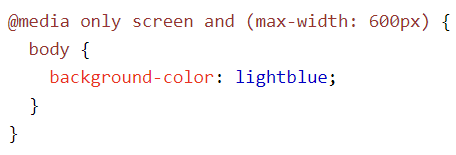 @media only screen and (max-width: 600px) {
  body {
    background-color: lightblue;
  }
}